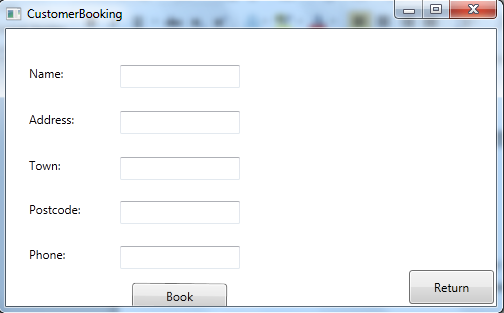 CustomerBooking
Name:
Address:
Town:
Postcode:
Phone:
Book
Return